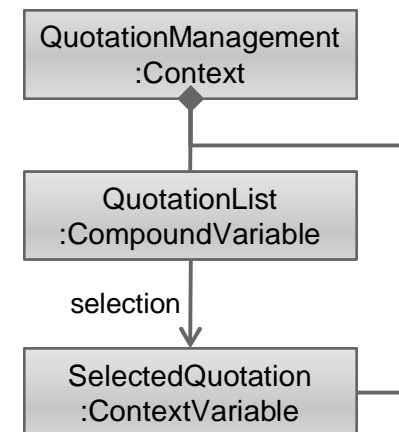 QuotationManagement
:Context
QuotationList
:CompoundVariable
selection
SelectedQuotation
:ContextVariable